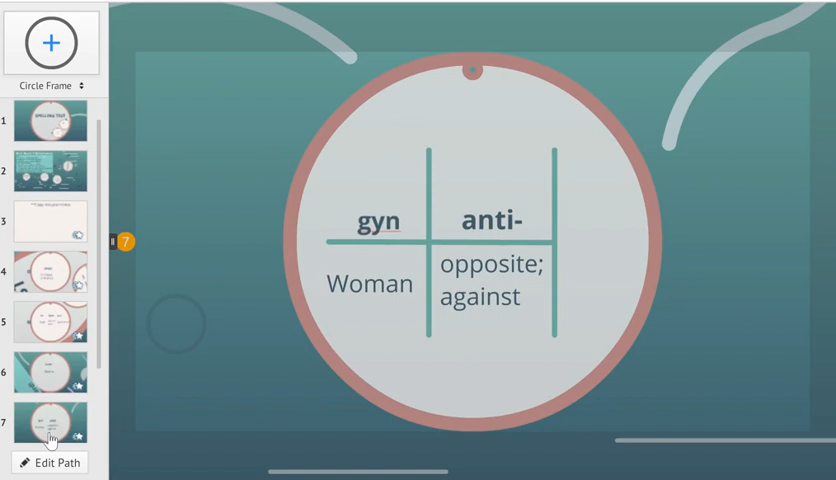 Circle Frame
1
2
3
4
5
6
7
Edit Path
7
gyn
anti-
Woman
opposite;
against